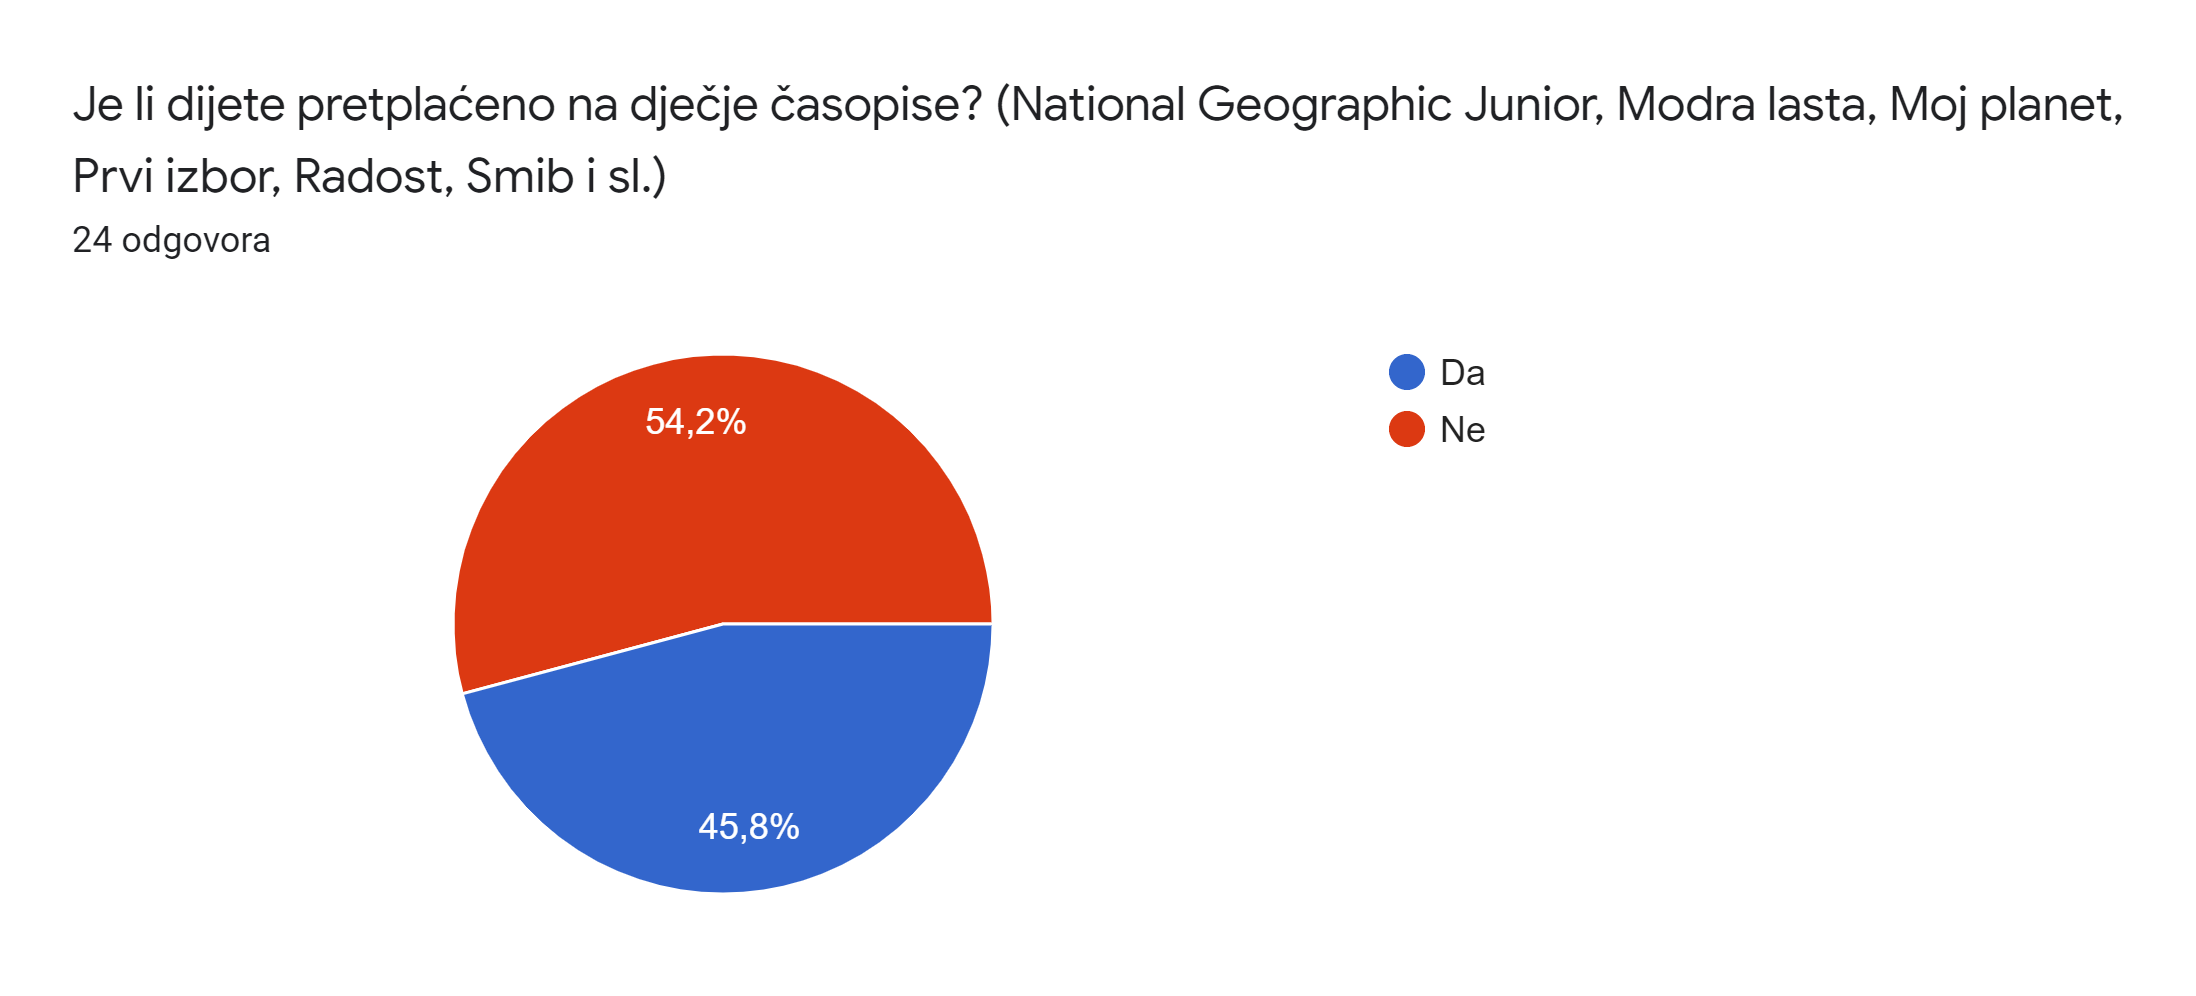 Je li dijete pretplaćeno na dječje časopise? (National Geographic Junior, Modra lasta, Moj planet,
Prvi izbor, Radost, Smib i sl.)
24 odgovora
Da
Ne
54,2%
45,8%